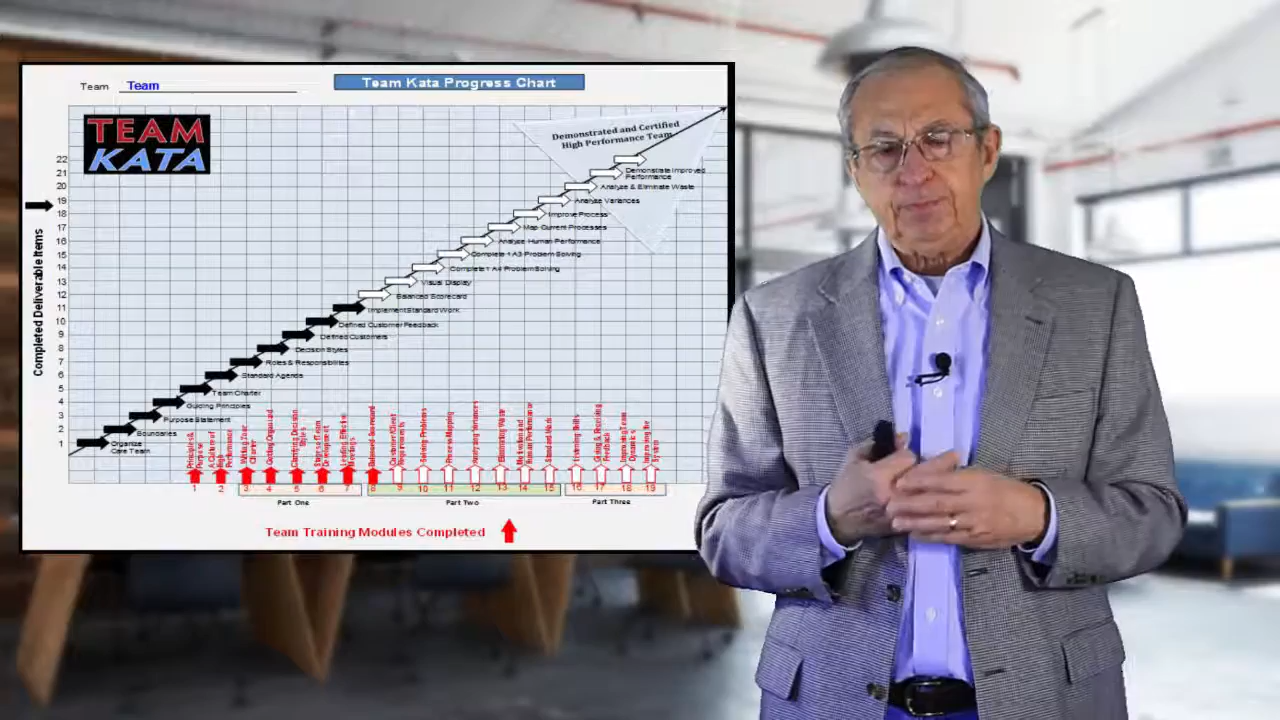 Team Team
Team Kata Progress Chart
TEAM
KATA
Demonstrated and Certified
High Performance Team
Completed Deliverable Items
22
21
20
19
18
17
16
15
14
13
12
11
10
9
8
7
6
5
4
3
2
1
Demonstrate Improved
Performance
Analyze & Eliminate Waste
Analyze Variances
Improve Process
Map Current Processes
Analyze Human Performance
Complete 1 A3 Problem Solving
Complete 1 A4 Problem Solving
Visual Display
Balanced Scorecard
Implement Standard Work
Defined Customer Feedback
Defined Customers
Decision Styles
Roles & Responsibilities
Standard Agenda
Team Charter
Guiding Principles
Purpose Statement
Boundaries
Organize
Core Team
1 2 3 4 5 6 7 8 9 10 11 12 13 14 15 16 17 18 19
Part One Part Two Part Three
Team Training Modules Completed